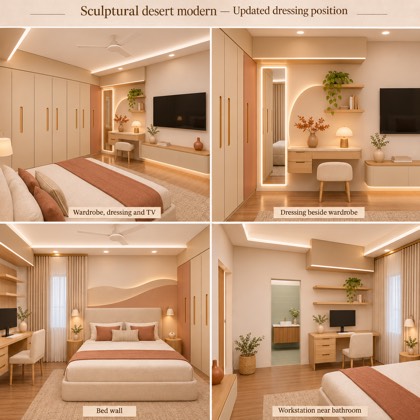 Sculptural desert modern — Updated dressing position
Wardrobe, dressing and TV
Dressing beside wardrobe
Bed wall
Workstation near bathroom